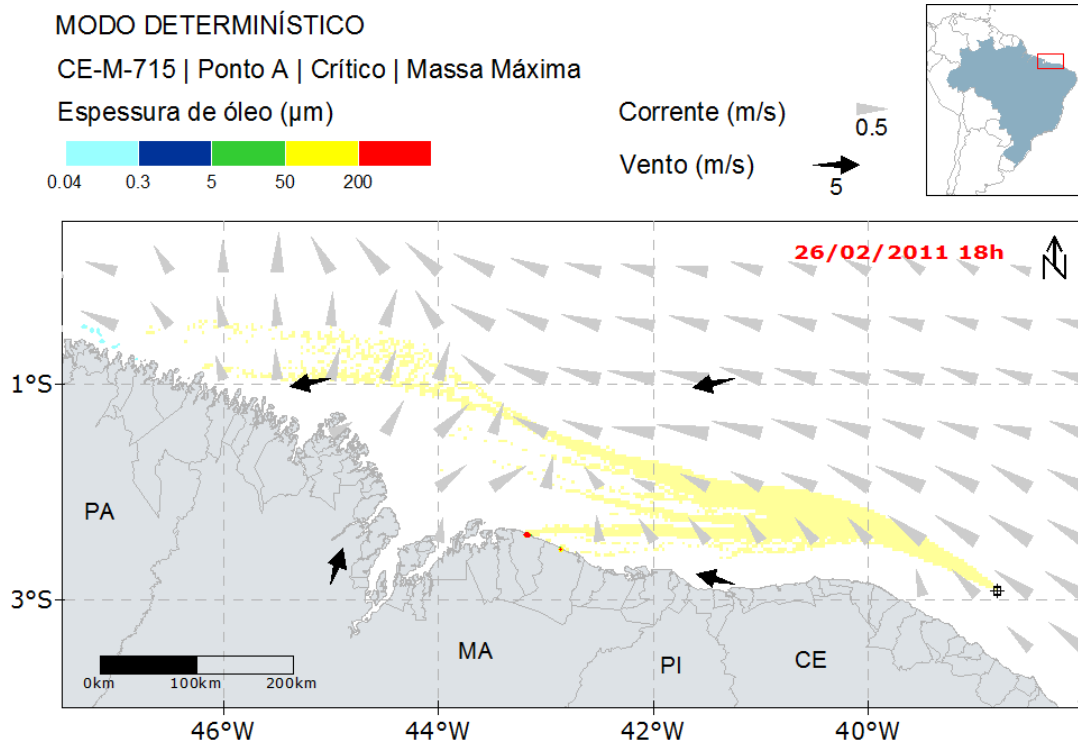 MODO DETERMINÍSTICO
CE-M-715 | Ponto A | Crítico | Massa Máxima
Espessura de óleo (µm)
0.04 0.3 5 50 200
Corrente (m/s)
0.5
Vento (m/s)
5
26/02/2011 18h
N
1°S
3°S
PA
MA
PI
CE
0km 100km 200km
46°W 44°W 42°W 40°W